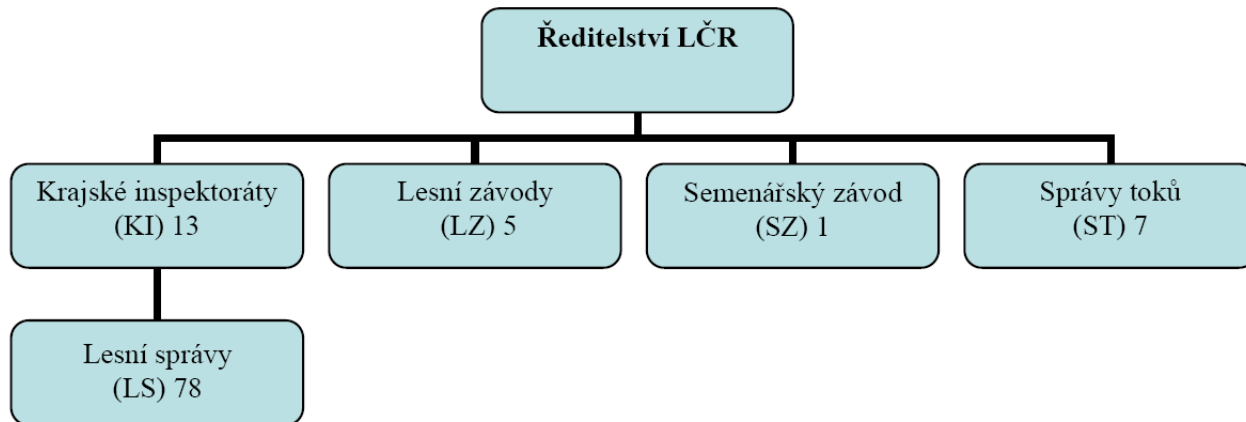 Ředitelství LČR
Krajské inspektoráty
(KI) 13
Lesní závody
(LZ) 5
Semenářský závod
(SZ) 1
Správy toků
(ST) 7
Lesní správy
(LS) 78